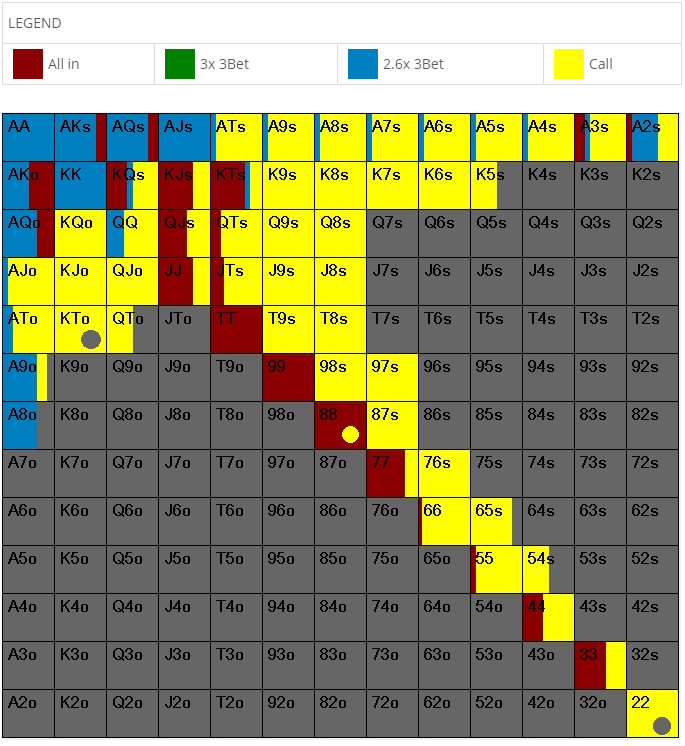 LEGEND
All in 3x 3Bet 2.6x 3Bet Call
AA AKs AQs AJs ATs A9s A8s A7s A6s A5s A4s A3s A2s
AKo KK KQs KJs KTs K9s K8s K7s K6s K5s K4s K3s K2s
AQo KQo QQ QJs QTs Q9s Q8s Q7s Q6s Q5s Q4s Q3s Q2s
AJo KJo QJo JJ JTs J9s J8s J7s J6s J5s J4s J3s J2s
ATo KTo QTo JTo TT T9s T8s T7s T6s T5s T4s T3s T2s
A9o K9o Q9o J9o T9o 99 98s 97s 96s 95s 94s 93s 92s
A8o K8o Q8o J8o T8o 98o 88 87s 86s 85s 84s 83s 82s
A7o K7o Q7o J7o T7o 97o 87o 77 76s 75s 74s 73s 72s
A6o K6o Q6o J6o T6o 96o 86o 76o 66 65s 64s 63s 62s
A5o K5o Q5o J5o T5o 95o 85o 75o 65o 55 54s 53s 52s
A4o K4o Q4o J4o T4o 94o 84o 74o 64o 54o 44 43s 42s
A3o K3o Q3o J3o T3o 93o 83o 73o 63o 53o 43o 33 32s
A2o K2o Q2o J2o T2o 92o 82o 72o 62o 52o 42o 32o 22